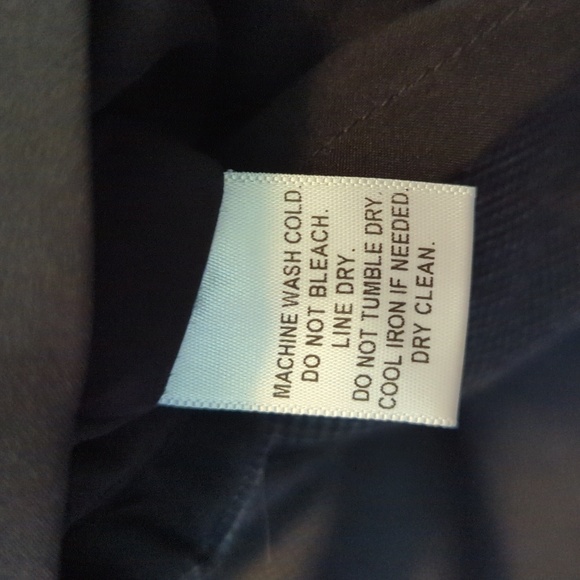 MACHINE WASH COLD.
DO NOT BLEACH.
LINE DRY.
DO NOT TUMBLE DRY.
COOL IRON IF NEEDED.
DRY CLEAN.